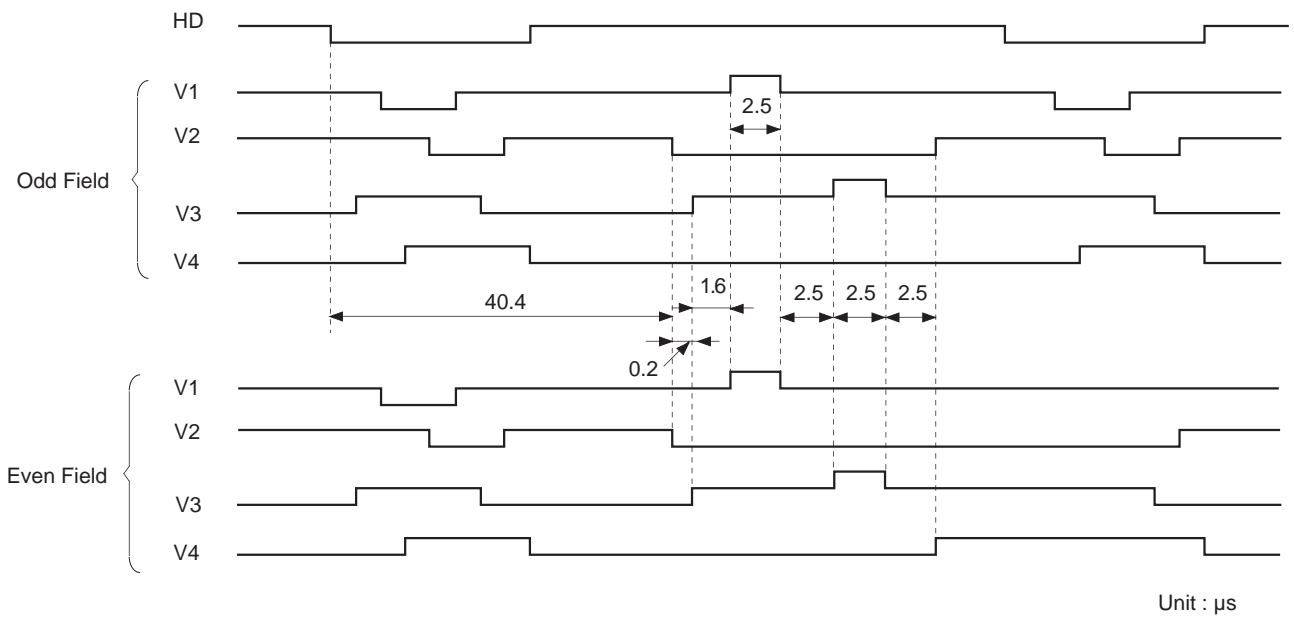 HD
V1
2.5
V2
Odd Field
V3
V4
1.6
2.5 2.5 2.5
40.4
0.2
V1
V2
Even Field
V3
V4
Unit : μs